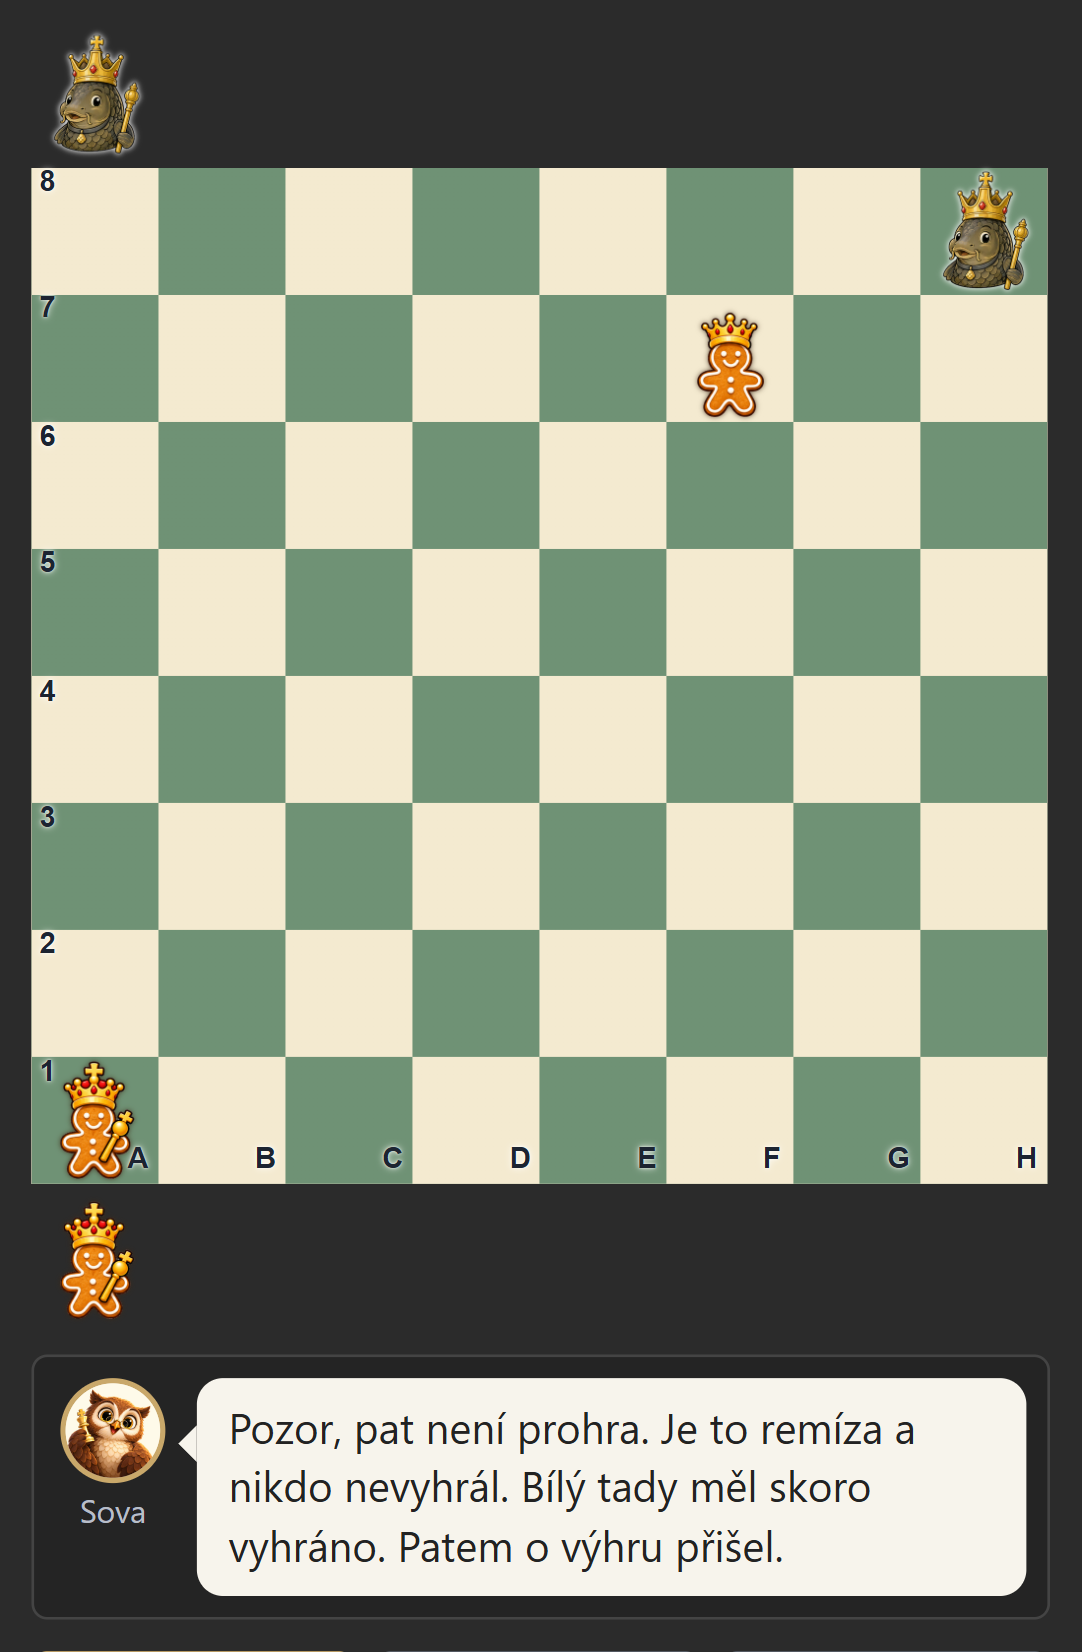 8
7
6
5
4
3
2
1
A B C D E F G H
Pozor, pat není prohra. Je to remíza a
nikdo nevyhrál. Bílý tady měl skoro
vyhráno. Patem o výhru přišel.
Sova